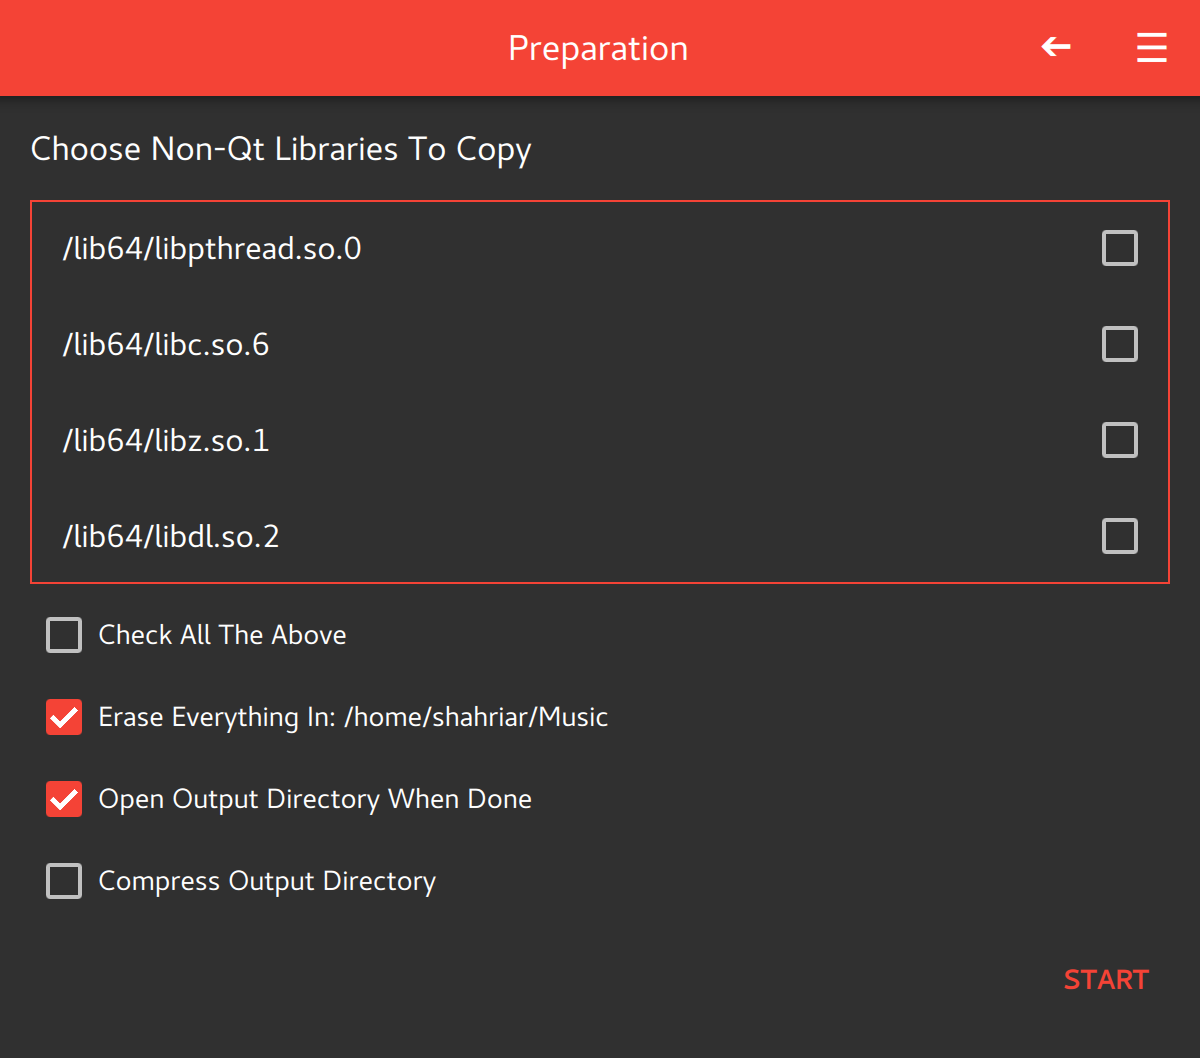 Preparation
Choose Non-Qt Libraries To Copy
/lib64/libpthread.so.0
/lib64/libc.so.6
/lib64/libz.so.1
/lib64/libdl.so.2
Check All The Above
Erase Everything In: /home/shahriar/Music
Open Output Directory When Done
Compress Output Directory
START